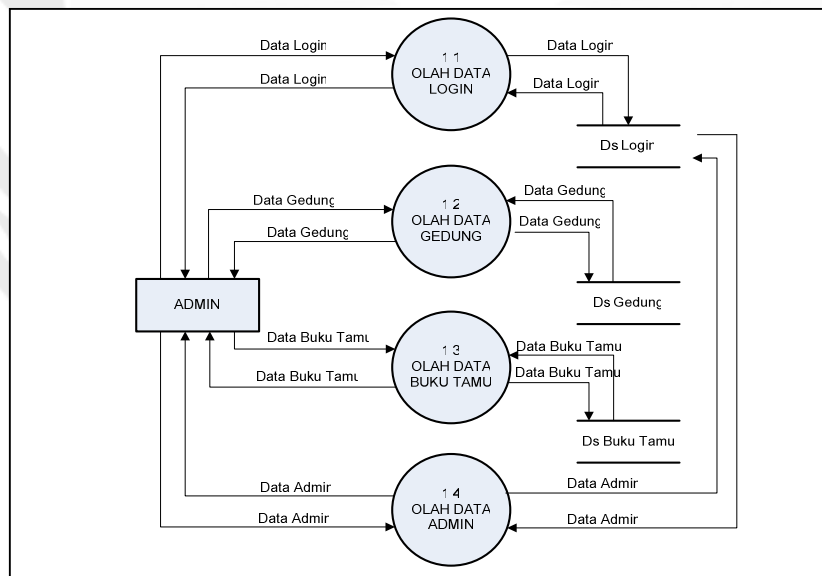 Data Login
Data Login
1 1
OLAH DATA
LOGIN
Data Login
Data Login
Ds Login
Data Gedung
Data Gedung
1 2
OLAH DATA
GEDUNG
Data Gedung
Data Gedung
Ds Gedung
ADMIN
Data Buku Tamu
Data Buku Tamu
1 3
OLAH DATA
BUKU TAMU
Data Buku Tamu
Data Buku Tamu
Ds Buku Tamu
Data Admin
Data Admin
1 4
OLAH DATA
ADMIN
Data Admin
Data Admin